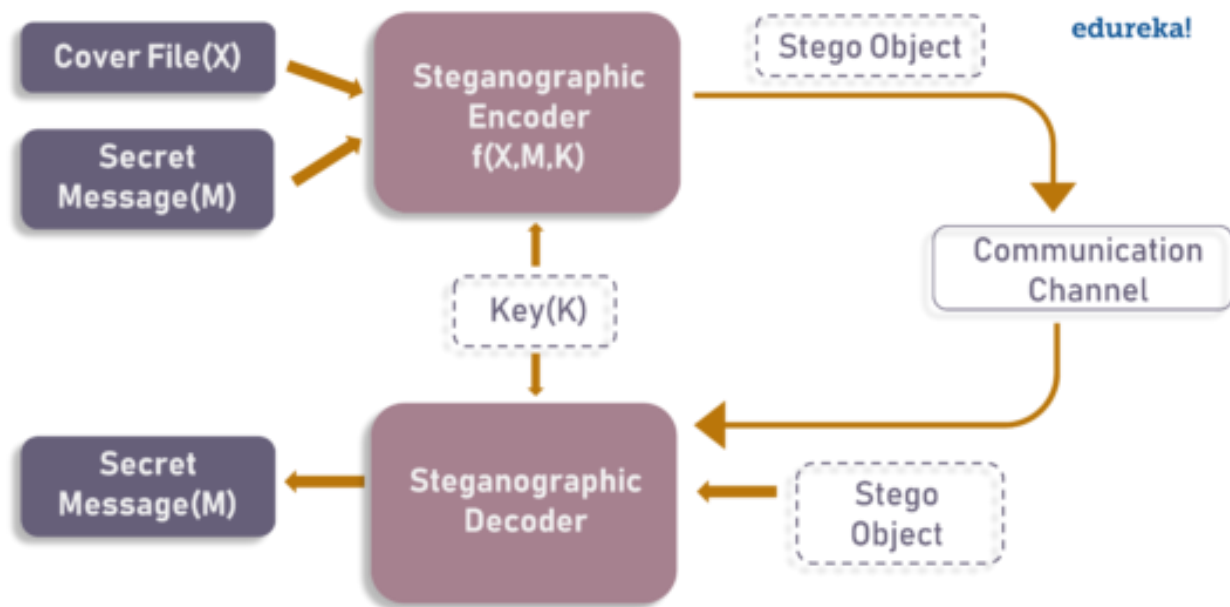 Cover File(X)
Steganographic
Encoder
f(X,M,K)
Stego Object
edureka!
Secret
Message(M)
Communication
Channel
Key(K)
Secret
Message(M)
Steganographic
Decoder
Stego
Object